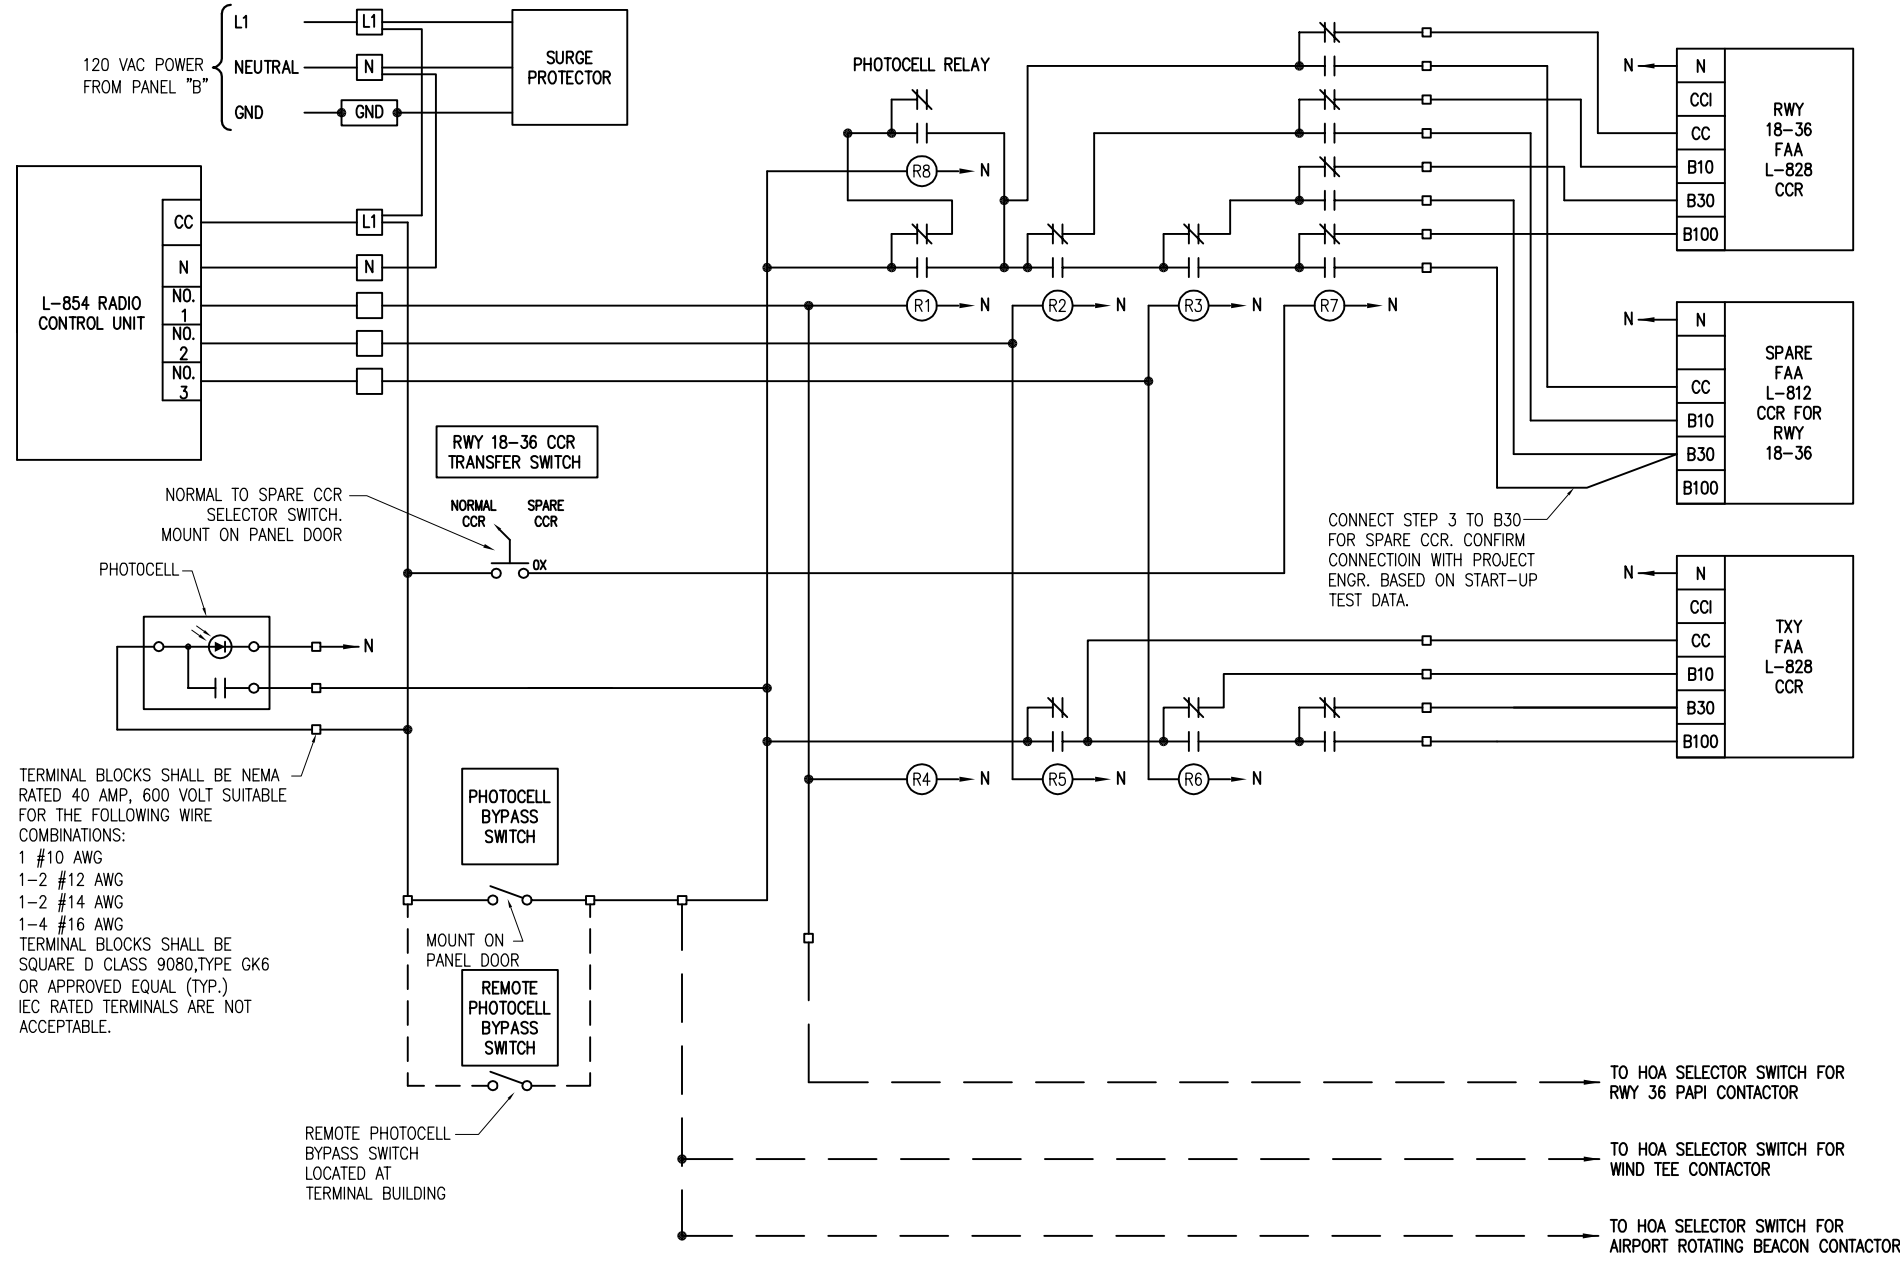 120 VAC POWER
FROM PANEL "B"
L1
NEUTRAL
GND
L1
N
GND
SURGE
PROTECTOR
L-854 RADIO
CONTROL UNIT
CC
N
NO.
1
NO.
2
NO.
3
L1
N
RWY 18-36 CCR
TRANSFER SWITCH
NORMAL TO SPARE CCR
SELECTOR SWITCH.
MOUNT ON PANEL DOOR
NORMAL
CCR
SPARE
CCR
OX
PHOTOCELL
N
TERMINAL BLOCKS SHALL BE NEMA
RATED 40 AMP, 600 VOLT SUITABLE
FOR THE FOLLOWING WIRE
COMBINATIONS:
1 #10 AWG
1-2 #12 AWG
1-2 #14 AWG
1-4 #16 AWG
TERMINAL BLOCKS SHALL BE
SQUARE D CLASS 9080,TYPE GK6
OR APPROVED EQUAL (TYP.)
IEC RATED TERMINALS ARE NOT
ACCEPTABLE.
PHOTOCELL
BYPASS
SWITCH
MOUNT ON
PANEL DOOR
REMOTE
PHOTOCELL
BYPASS
SWITCH
REMOTE PHOTOCELL
BYPASS SWITCH
LOCATED AT
TERMINAL BUILDING
PHOTOCELL RELAY
R8
N
R1
N
R2
N
R3
N
R7
N
R4
N
R5
N
R6
N
N
N
CCI
CC
B10
B30
B100
RWY
18-36
FAA
L-828
CCR
N
N
CC
B10
B30
B100
SPARE
FAA
L-812
CCR FOR
RWY
18-36
CONNECT STEP 3 TO B30
FOR SPARE CCR. CONFIRM
CONNECTIOIN WITH PROJECT
ENGR. BASED ON START-UP
TEST DATA.
N
N
CCI
CC
B10
B30
B100
TXY
FAA
L-828
CCR
TO HOA SELECTOR SWITCH FOR
RWY 36 PAPI CONTACTOR
TO HOA SELECTOR SWITCH FOR
WIND TEE CONTACTOR
TO HOA SELECTOR SWITCH FOR
AIRPORT ROTATING BEACON CONTACTOR